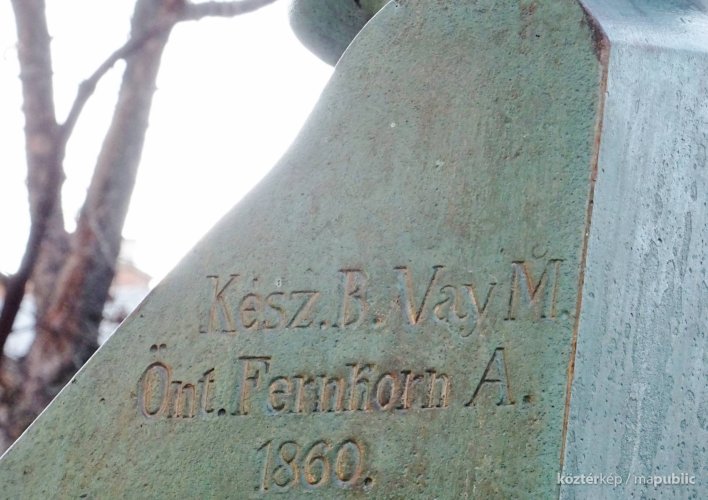 Kész. B. Vay M.
Önt. Fernkorn A.
1860.
köztérkép / mapublic